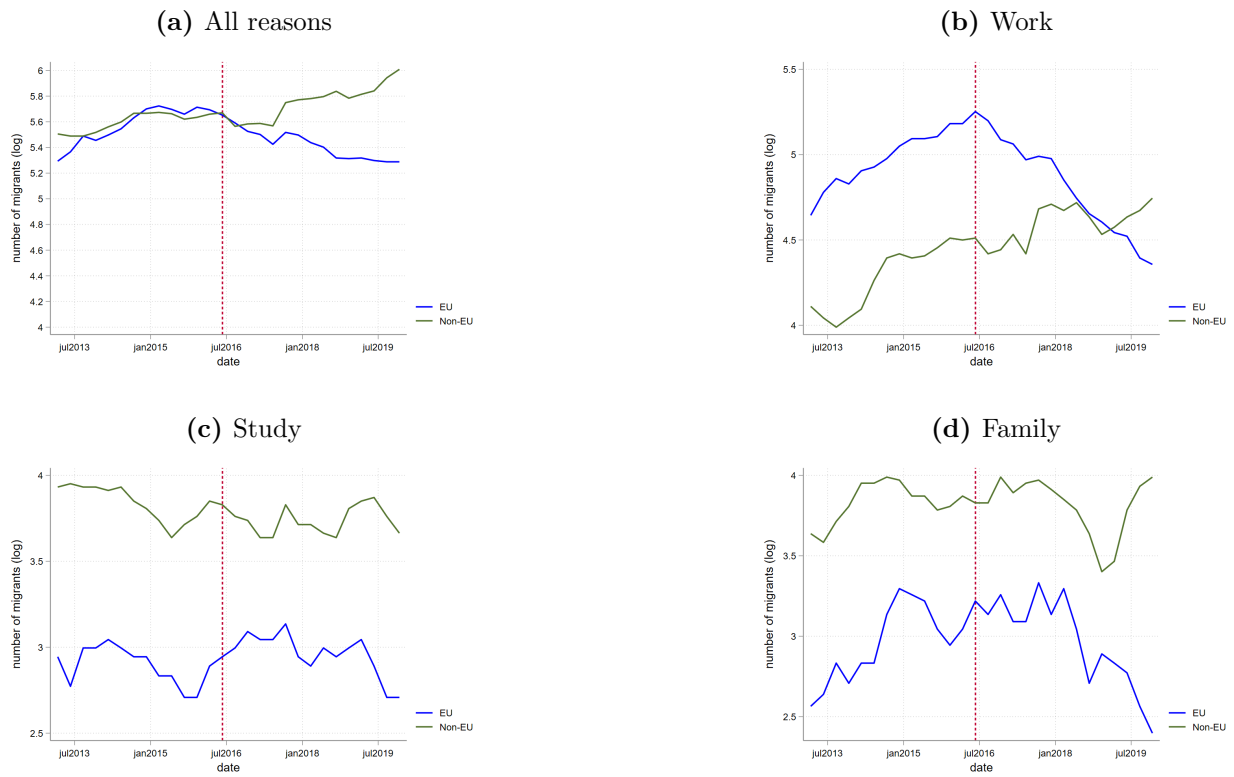 (a) All reasons
number of migrants (log)
6
5.8
5.6
5.4
5.2
5
4.8
4.6
4.4
4.2
4
jul2013 jan2015 jul2016 jan2018 jul2019
date
EU
Non-EU
(b) Work
number of migrants (log)
5.5
5
4.5
4
jul2013 jan2015 jul2016 jan2018 jul2019
date
EU
Non-EU
(c) Study
number of migrants (log)
4
3.5
3
2.5
jul2013 jan2015 jul2016 jan2018 jul2019
date
EU
Non-EU
(d) Family
number of migrants (log)
4
3.5
3
2.5
jul2013 jan2015 jul2016 jan2018 jul2019
date
EU
Non-EU